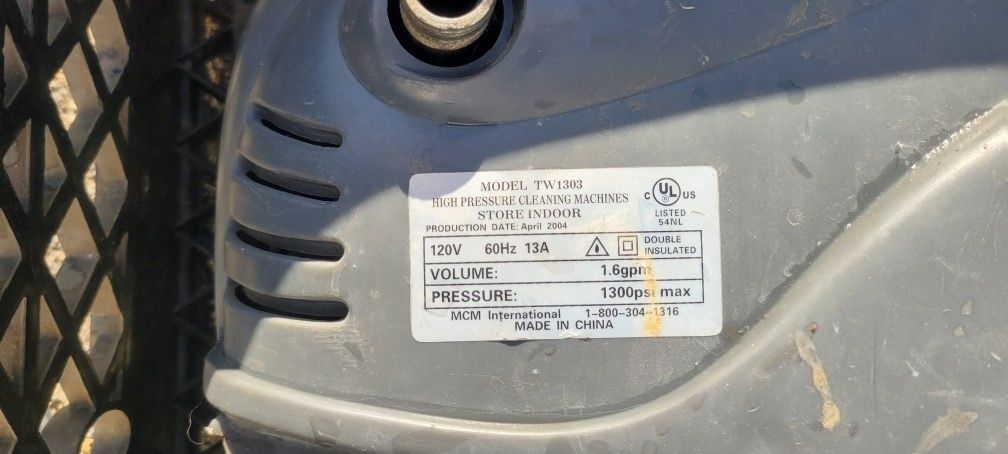 MODEL TW1303
HIGH PRESSURE CLEANING MACHINES
STORE INDOOR
PRODUCTION DATE: April 2004
C UL US
®
LISTED
54NL
120V 60Hz 13A
DOUBLE
INSULATED
VOLUME: 1.6gpm
PRESSURE: 1300psi max
MCM International 1-800-304-1316
MADE IN CHINA